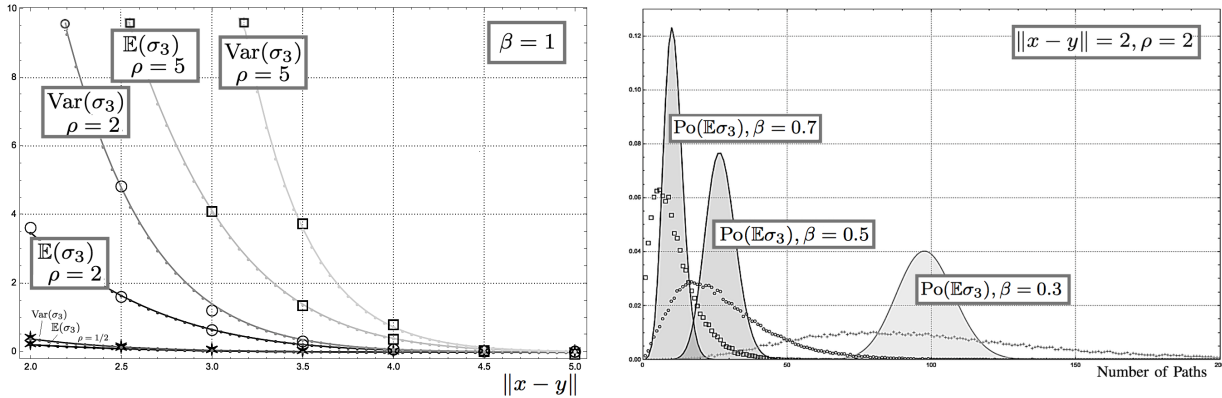 10
8
6
4
2
0
2.0
2.5
3.0
3.5
4.0
4.5
5.0
∥x − y∥
β = 1
𝔼(σ₃)
ρ = 5
Var(σ₃)
ρ = 5
Var(σ₃)
ρ = 2
𝔼(σ₃)
ρ = 2
Var(σ₃)
𝔼(σ₃)
ρ = 1/2
0.12
0.10
0.08
0.06
0.04
0.02
0.00
0
50
100
150
∥x − y∥ = 2, ρ = 2
Po(𝔼σ₃), β = 0.7
Po(𝔼σ₃), β = 0.5
Po(𝔼σ₃), β = 0.3
Number of Paths